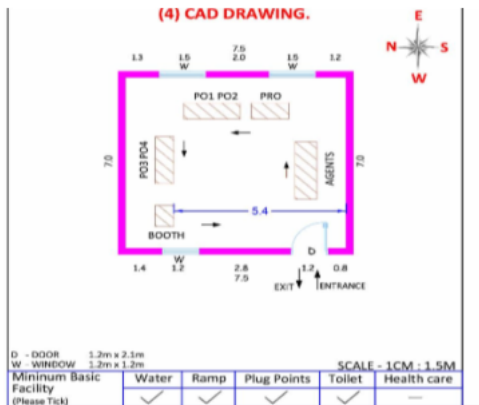 (4) CAD DRAWING.
E
N S
W
7.5
1.3 1.5 2.0 1.5 1.2
W W
PO1 PO2 PRO
7.0
PO3 PO4
AGENTS
7.0
5.4
BOOTH
D
W
1.4 1.2 2.8 1.2 0.8
7.5
EXIT ENTRANCE
D - DOOR 1.2m x 2.1m
W - WINDOW 1.2m x 1.2m
SCALE - 1CM : 1.5M
Mininum Basic Facility (Please Tick) Water Ramp Plug Points Toilet Health care